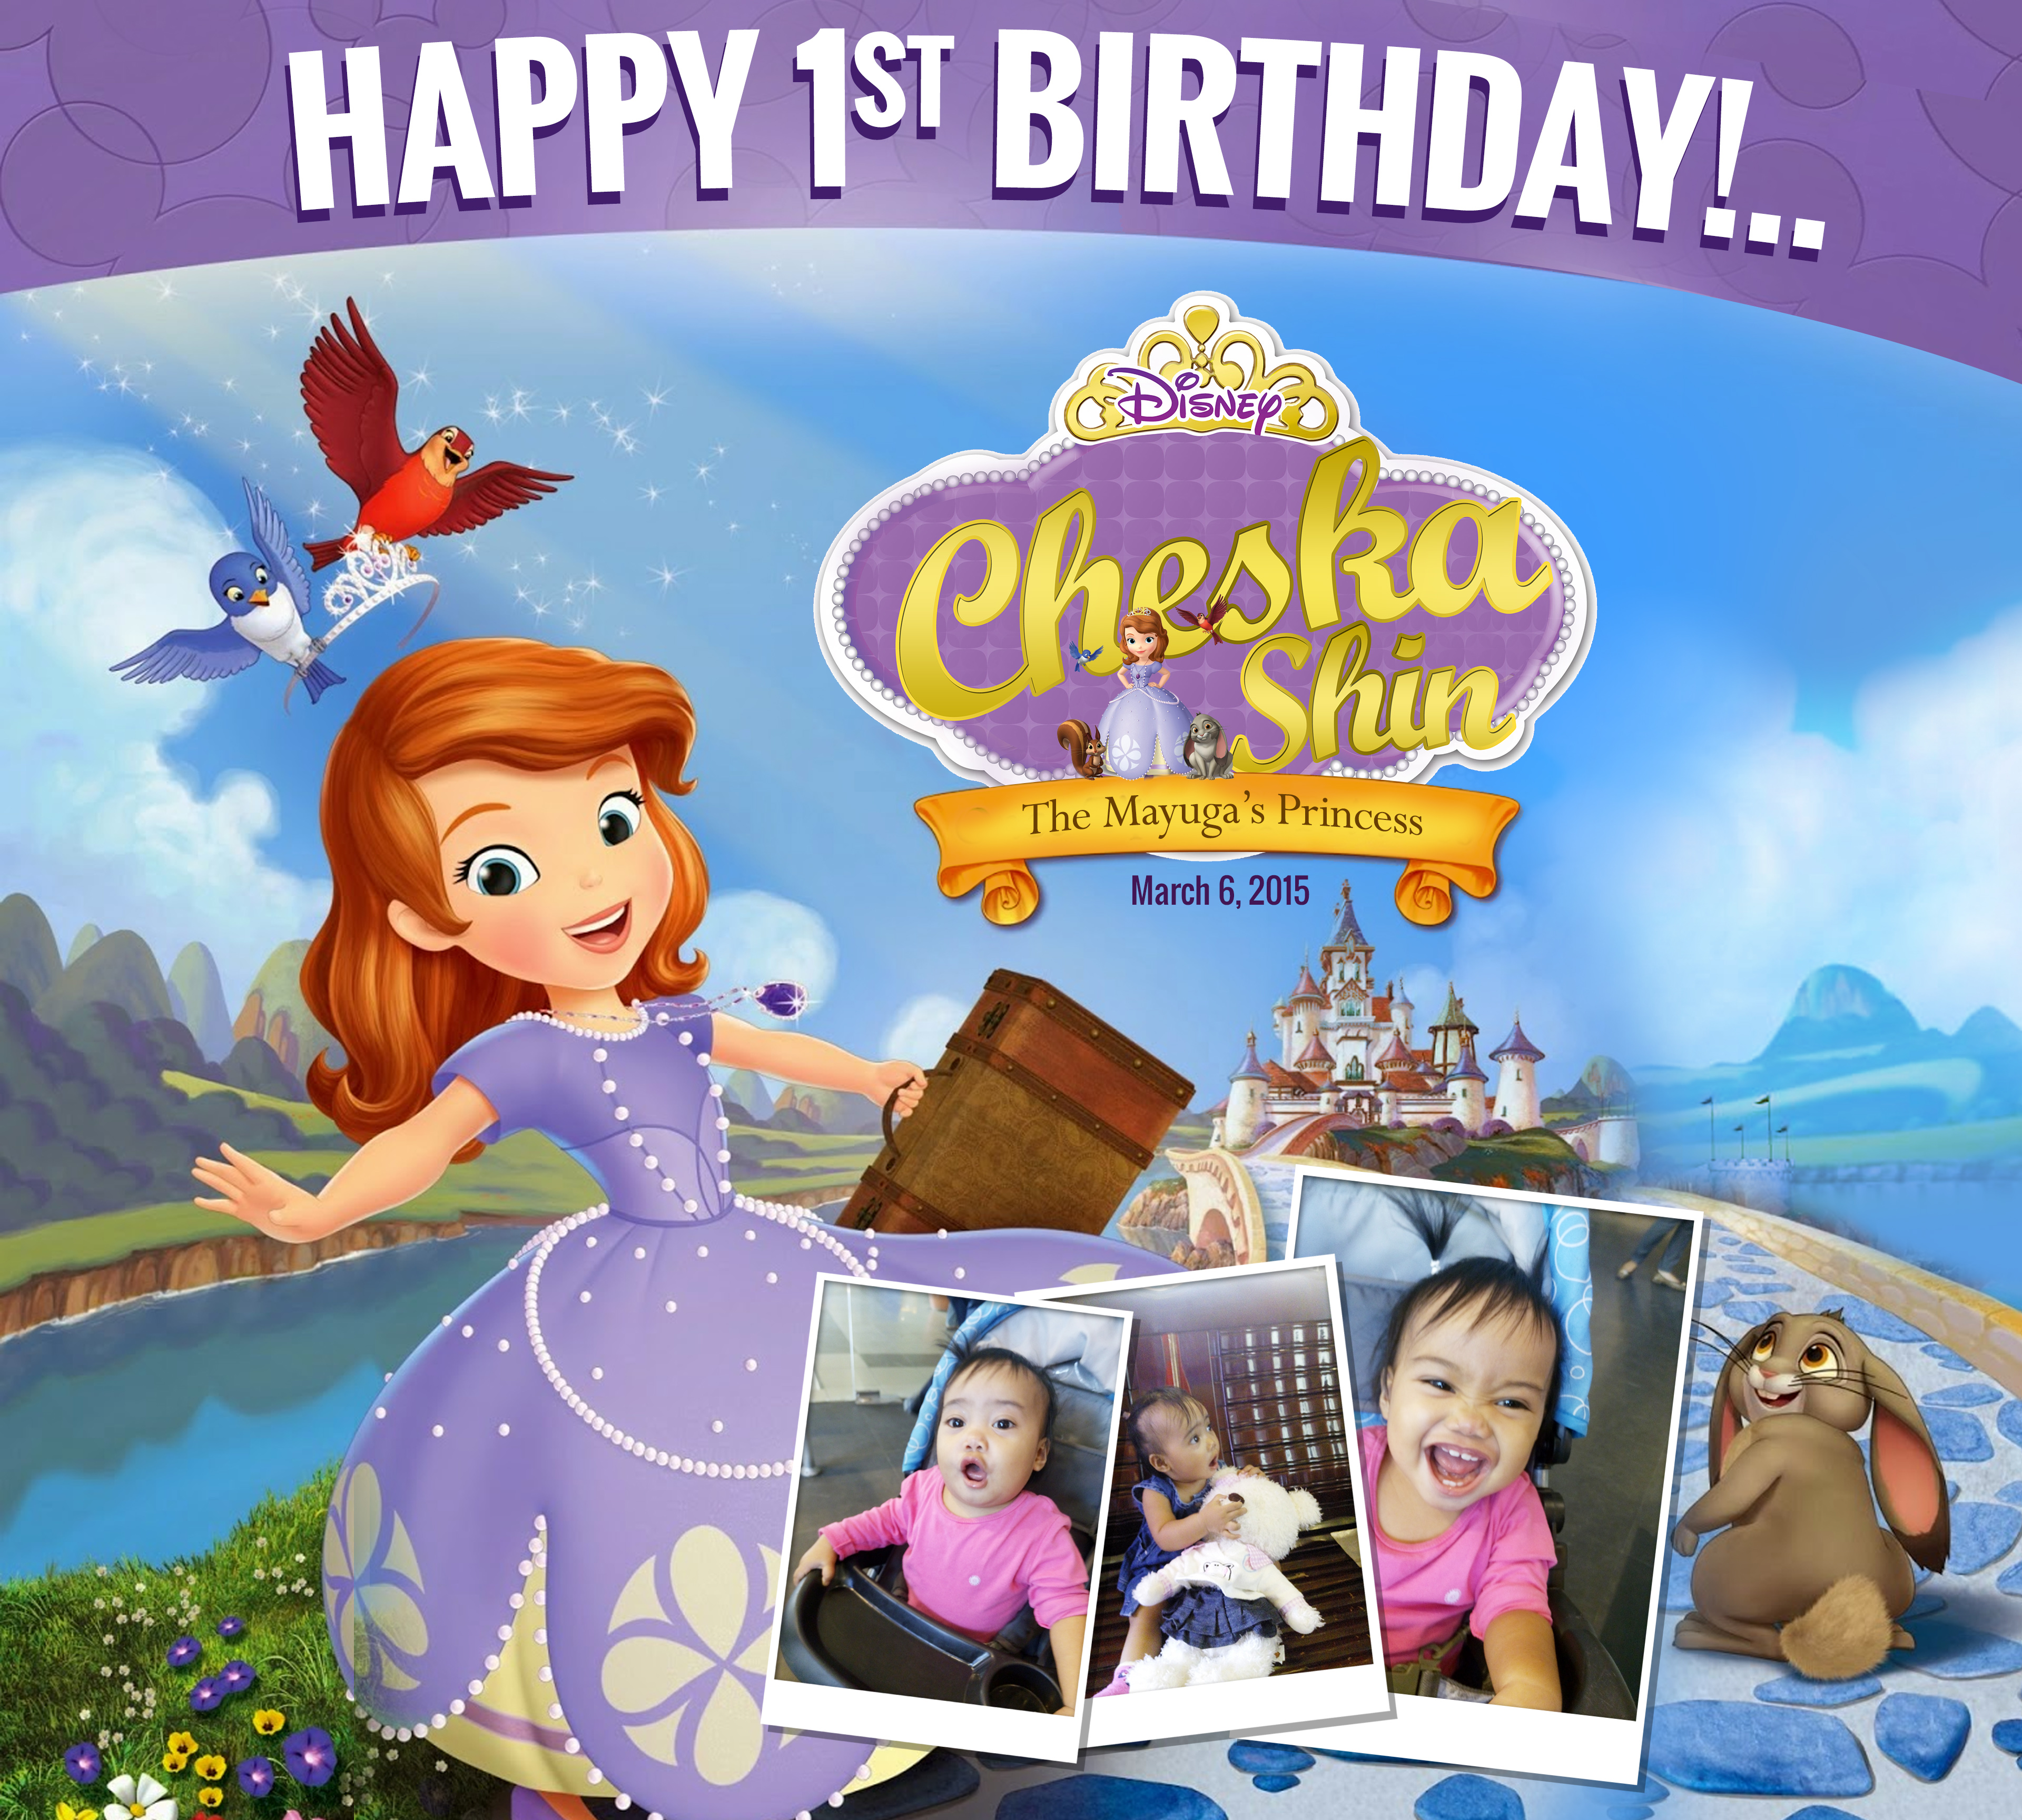 HAPPY 1ST BIRTHDAY!...
Disney
Cheska
Shin
The Mayuga's Princess
March 6, 2015